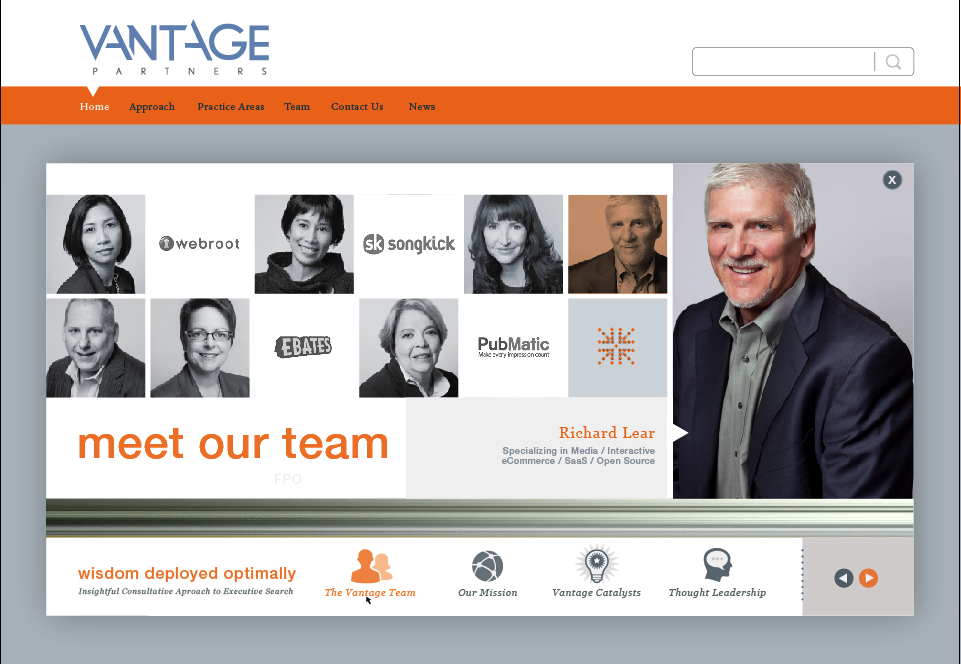 VANTAGE
PARTNERS
Home Approach Practice Areas Team Contact Us News
X
webroot
sk songkick
EBATES
PubMatic
Make every impression count
meet our team
FPO
Richard Lear
Specializing in Media / Interactive
eCommerce / SaaS / Open Source
wisdom deployed optimally
Insightful Consultative Aproach to Executive Search
The Vantage Team
Our Mission
Vantage Catalysts
Thought Leadership